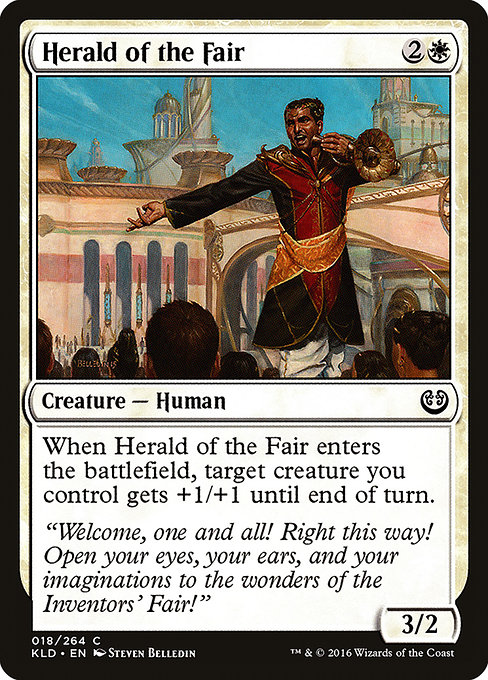 Herald of the Fair 2
BELLEDIN
Creature — Human
When Herald of the Fair enters
the battlefield, target creature you
control gets +1/+1 until end of turn.
“Welcome, one and all! Right this way!
Open your eyes, your ears, and your
imaginations to the wonders of the
Inventors’ Fair!”
3/2
018/264 C
KLD • EN Steven Belledin
™ & © 2016 Wizards of the Coast